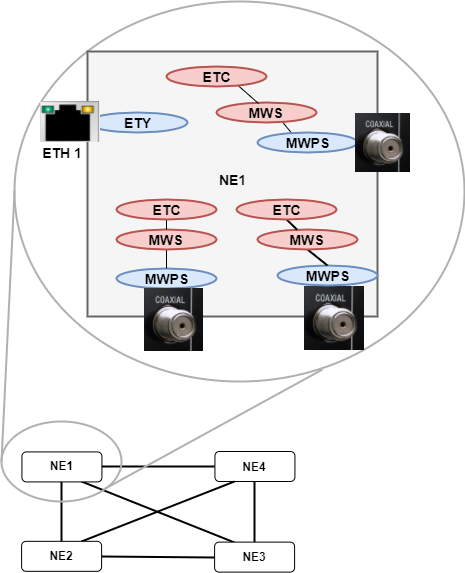 ETC
MWS
COAXIAL
ETY
MWPS
ETH 1
NE1
ETC
ETC
MWS
MWS
MWPS
MWPS
COAXIAL
COAXIAL
NE1
NE4
NE2
NE3